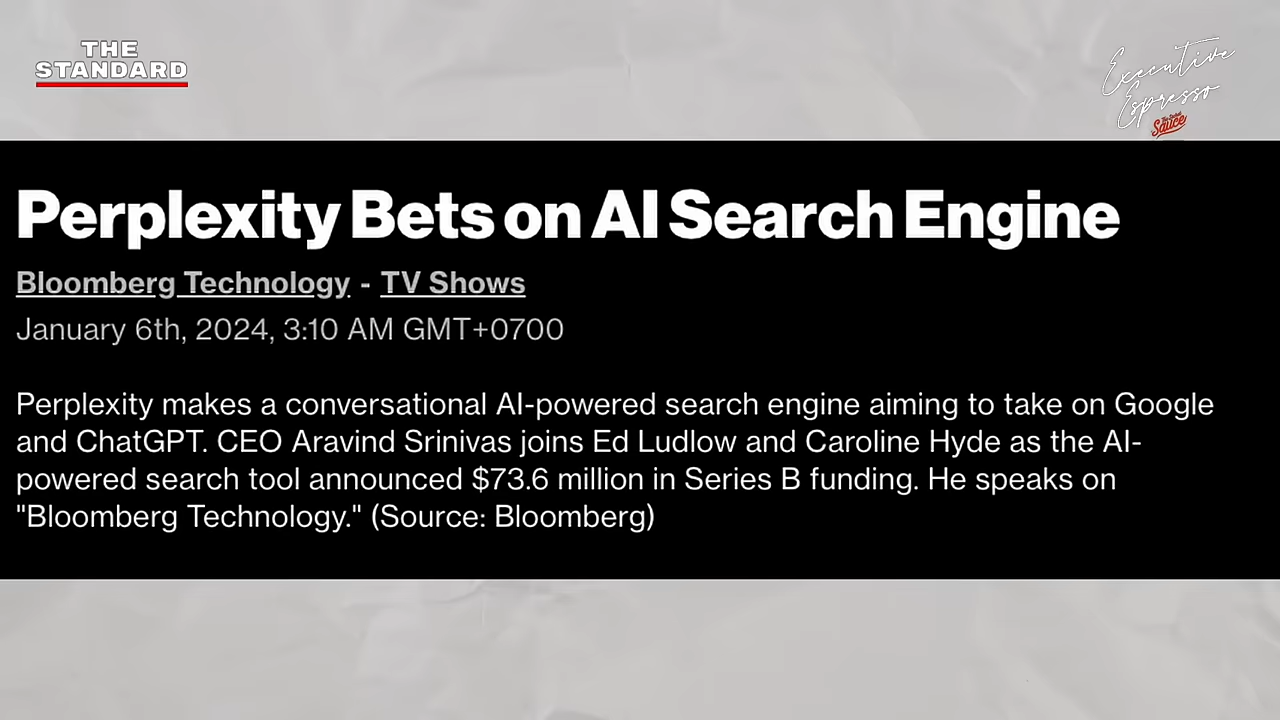 THE
STANDARD
Executive
Espresso
The Secret
Sauce
Perplexity Bets on AI Search Engine
Bloomberg Technology - TV Shows
January 6th, 2024, 3:10 AM GMT+0700
Perplexity makes a conversational AI-powered search engine aiming to take on Google
and ChatGPT. CEO Aravind Srinivas joins Ed Ludlow and Caroline Hyde as the AI-
powered search tool announced $73.6 million in Series B funding. He speaks on
"Bloomberg Technology." (Source: Bloomberg)